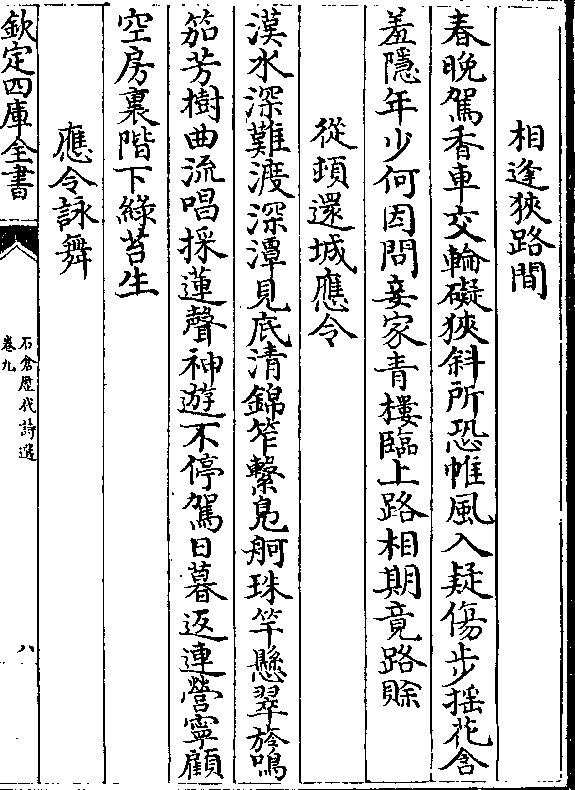 相逢狹路間
春晚駕香車交輪礙狹斜所恐帷風入疑傷步揺花含
羞隱年少何因問妾家青樓臨上路相期竟路賒
從頓還城應令
漢水深難渡深潭見底清錦笮繫鳧舸珠竿懸翠旍鳴
笳芳樹曲流唱採蓮聲神遊不停駕日暮返連營寧顧
空房裏階下緑苔生
應令詠舞
欽定四庫全書
石倉歴代詩選
卷九
八